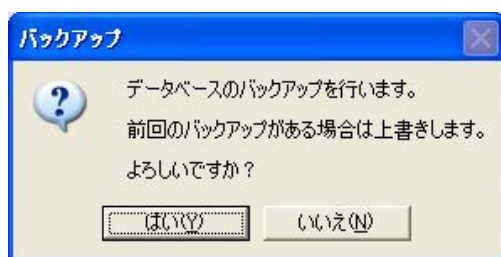 バックアップ
データベースのバックアップを行います。
前回のバックアップがある場合は上書きします。
よろしいですか？
はい(Y) いいえ(N)